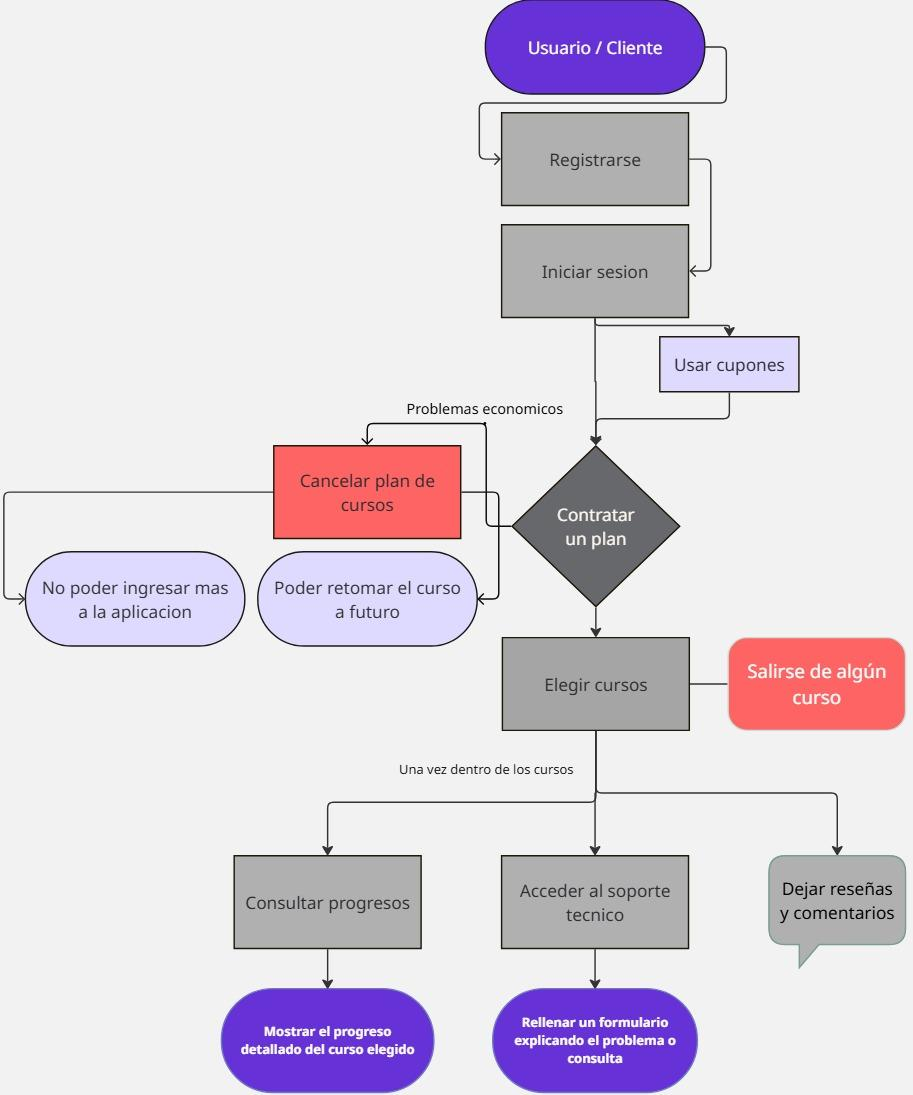 Usuario / Cliente
Registrarse
Iniciar sesion
Usar cupones
Problemas economicos
Cancelar plan de
cursos
Contratar
un plan
No poder ingresar mas
a la aplicacion
Poder retomar el curso
a futuro
Elegir cursos
Salirse de algún
curso
Una vez dentro de los cursos
Consultar progresos
Acceder al soporte
tecnico
Dejar reseñas
y comentarios
Mostrar el progreso
detallado del curso elegido
Rellenar un formulario
explicando el problema o
consulta